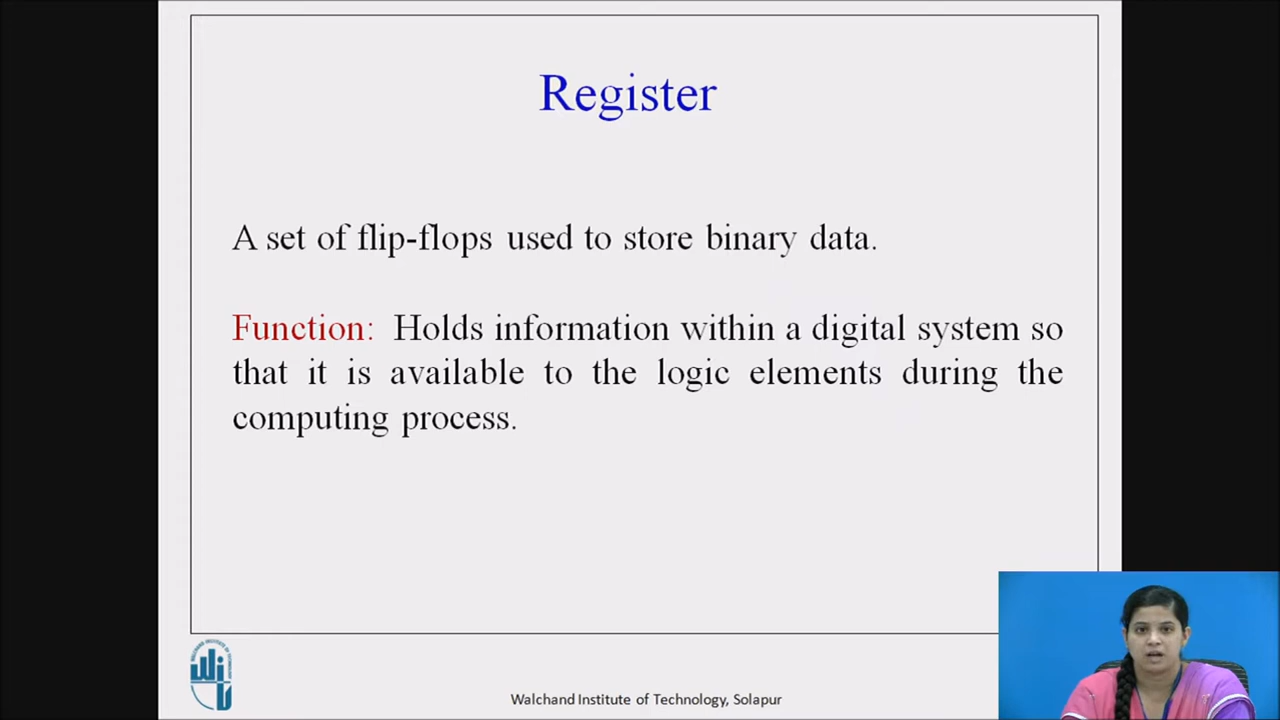 Register
A set of flip-flops used to store binary data.
Function: Holds information within a digital system so
that it is available to the logic elements during the
computing process.
Walchand Institute of Technology, Solapur